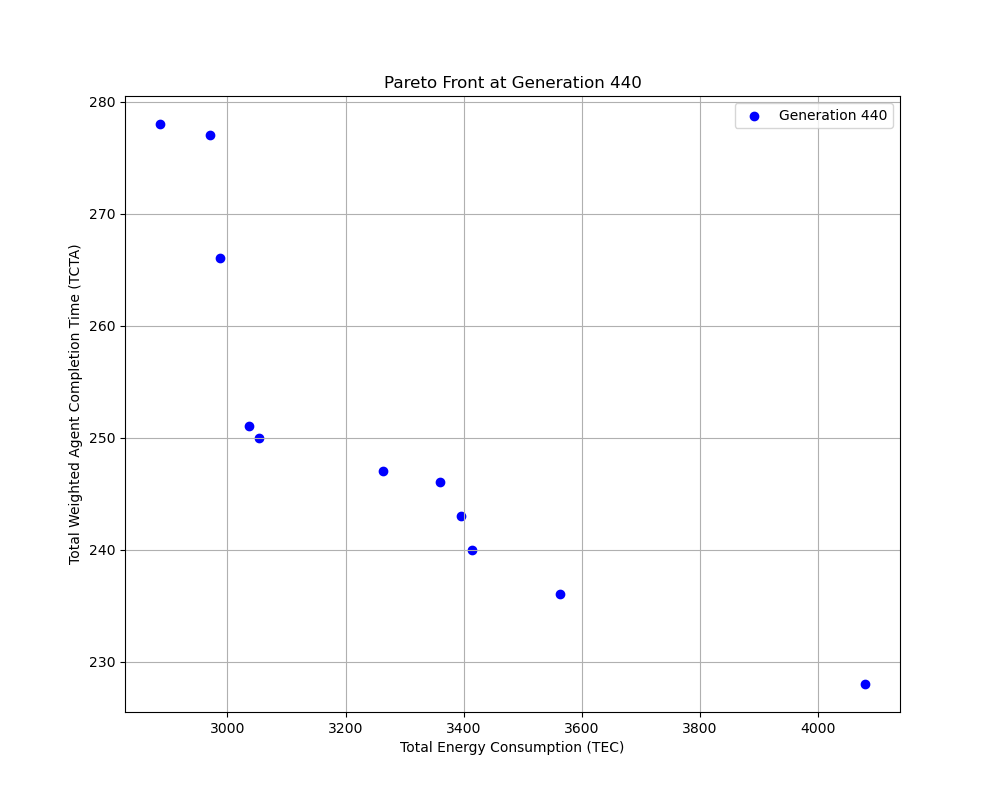 Pareto Front at Generation 440
Generation 440
Total Weighted Agent Completion Time (TCTA)
280
270
260
250
240
230
3000 3200 3400 3600 3800 4000
Total Energy Consumption (TEC)